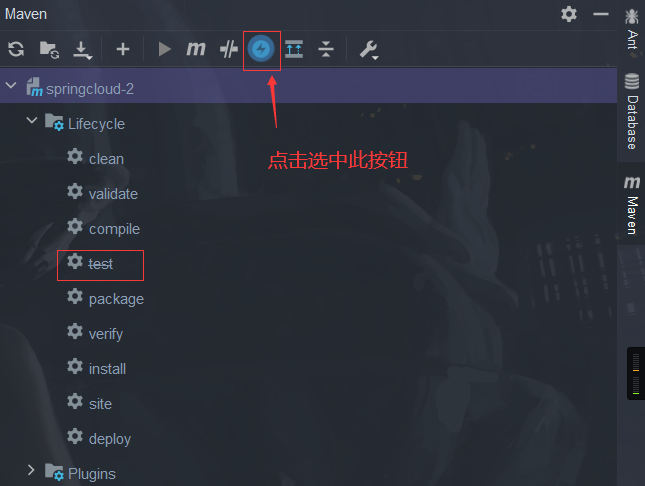 Maven
springcloud-2
Lifecycle
点击选中此按钮
clean
validate
compile
test
package
verify
install
site
deploy
Plugins
Ant
Database
Maven